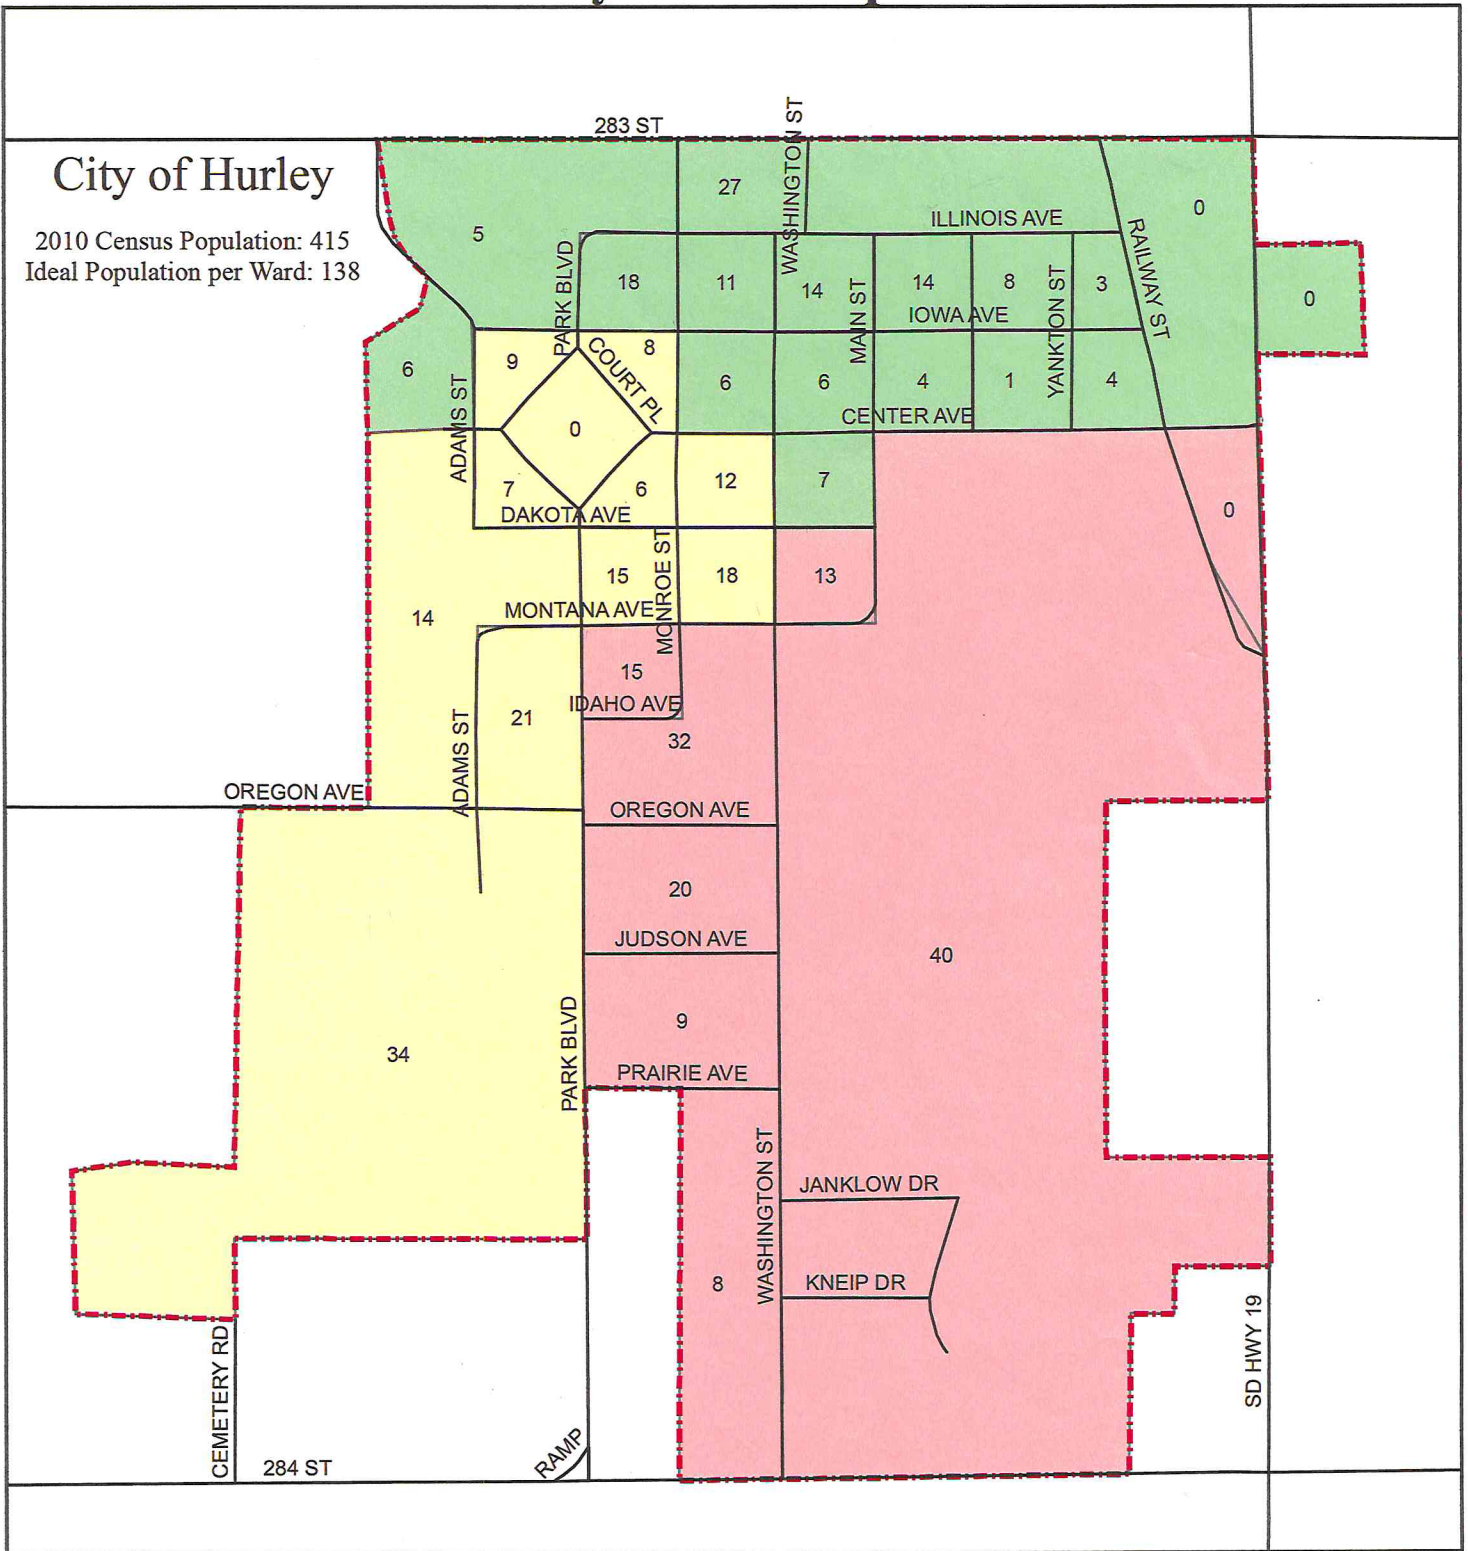 283 ST
WASHINGTON ST
City of Hurley
2010 Census Population: 415
Ideal Population per Ward: 138
27
0
5
ILLINOIS AVE
RAILWAY ST
PARK BLVD
18
11
14
MAIN ST
14
8
YANKTON ST
3
0
IOWA AVE
6
ADAMS ST
9
COURT PL
8
6
6
4
1
4
CENTER AVE
0
7
6
12
7
0
DAKOTA AVE
MONROE ST
15
18
13
14
MONTANA AVE
15
IDAHO AVE
21
ADAMS ST
32
OREGON AVE
OREGON AVE
20
JUDSON AVE
40
9
34
PARK BLVD
PRAIRIE AVE
WASHINGTON ST
JANKLOW DR
8
KNEIP DR
SD HWY 19
CEMETERY RD
284 ST
RAMP